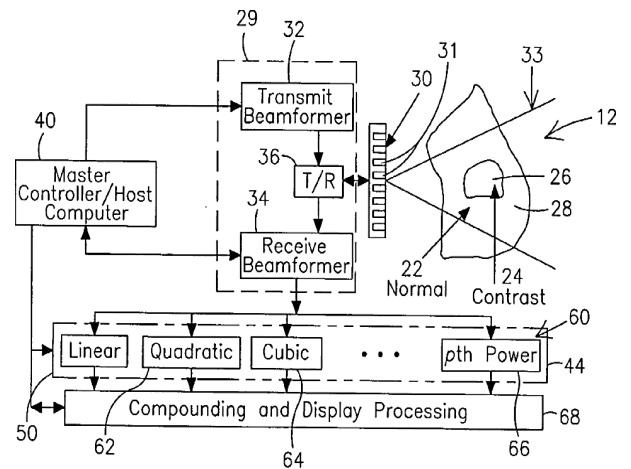 29
32
31
33
30
12
Transmit
Beamformer
40
Master
Controller/Host
Computer
36
T/R
26
28
34
Receive
Beamformer
22
Normal
24
Contrast
60
Linear
Quadratic
Cubic
• • •
pth Power
44
Compounding and Display Processing
50
62
64
66
68